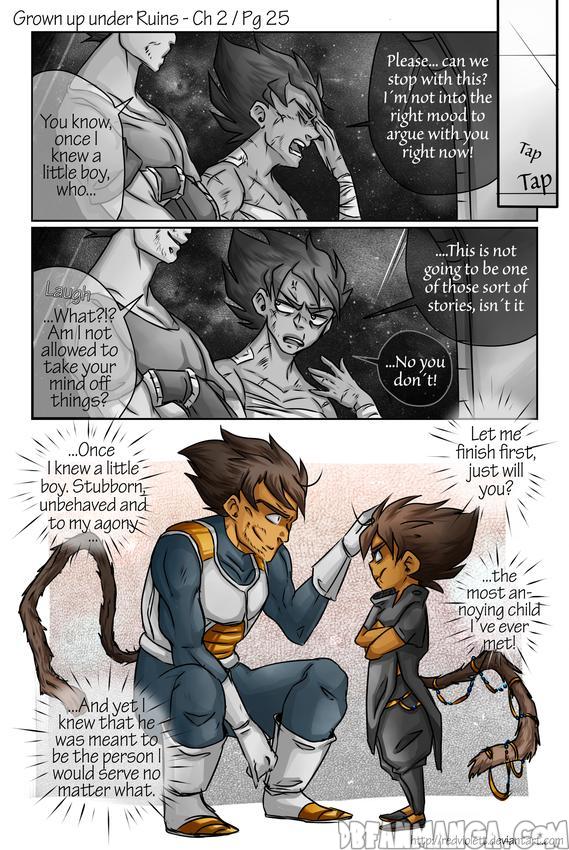 Grown up under Ruins - Ch 2 / Pg 25
You know,
once I
knew a
little boy,
who...
Please... can we
stop with this?
I´m not into the
right mood to
argue with you
right now!
Tap
Tap
Laugh
...What?!?
Am I not
allowed to
take your
mind off
things?
....This is not
going to be one
of those sort of
stories, isn´t it
...No you
don´t!
...Once
I knew a little
boy. Stubborn,
unbehaved and
to my agony
...
Let me
finish first,
just will
you?
...the
most an-
noying child
I´ve ever
met!
...And yet I
knew that he
was meant to
be the person I
would serve no
matter what.
http://redviolett.deviantart.com
DBFANMANGA.COM